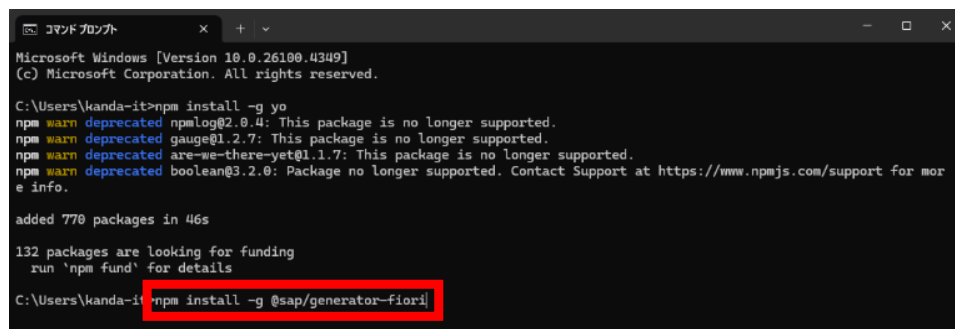 コマンド プロンプト
Microsoft Windows [Version 10.0.26100.4349]
(c) Microsoft Corporation. All rights reserved.
C:\Users\kanda-it>npm install -g yo
npm warn deprecated npmlog@2.0.4: This package is no longer supported.
npm warn deprecated gauge@1.2.7: This package is no longer supported.
npm warn deprecated are-we-there-yet@1.1.7: This package is no longer supported.
npm warn deprecated boolean@3.2.0: Package no longer supported. Contact Support at https://www.npmjs.com/support for mor
e info.
added 770 packages in 46s
132 packages are looking for funding
run `npm fund` for details
C:\Users\kanda-it>npm install -g @sap/generator-fiori